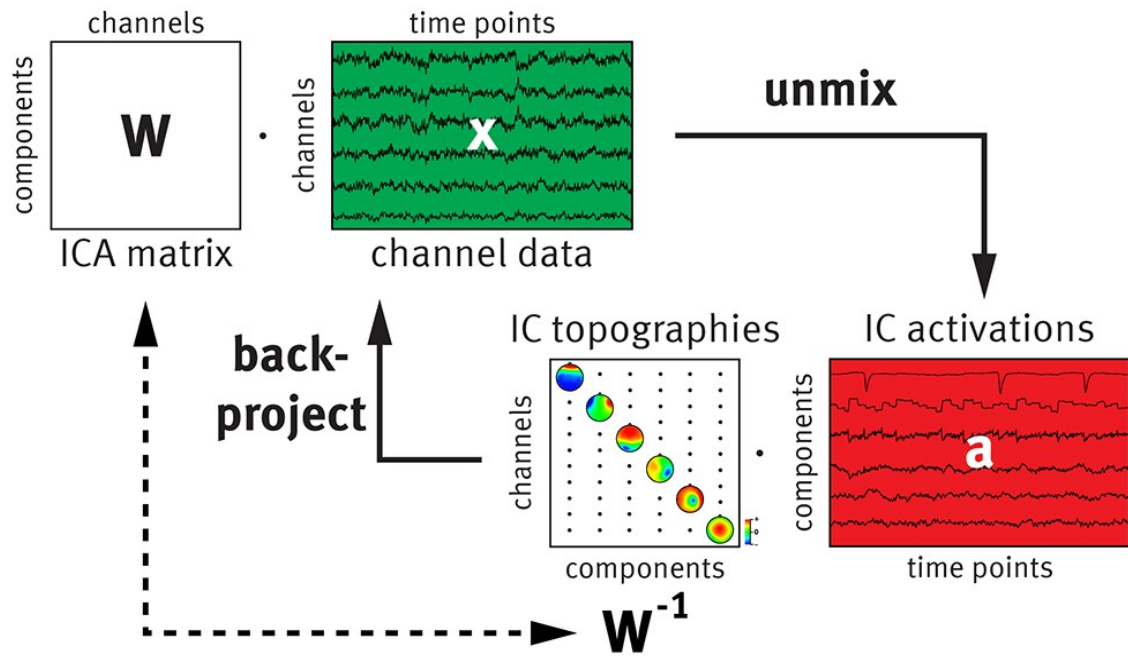 channels
time points
components
W
·
channels
x
unmix
ICA matrix
channel data
back-
project
IC topographies
IC activations
channels
·
components
a
+
0
–
components
time points
W⁻¹